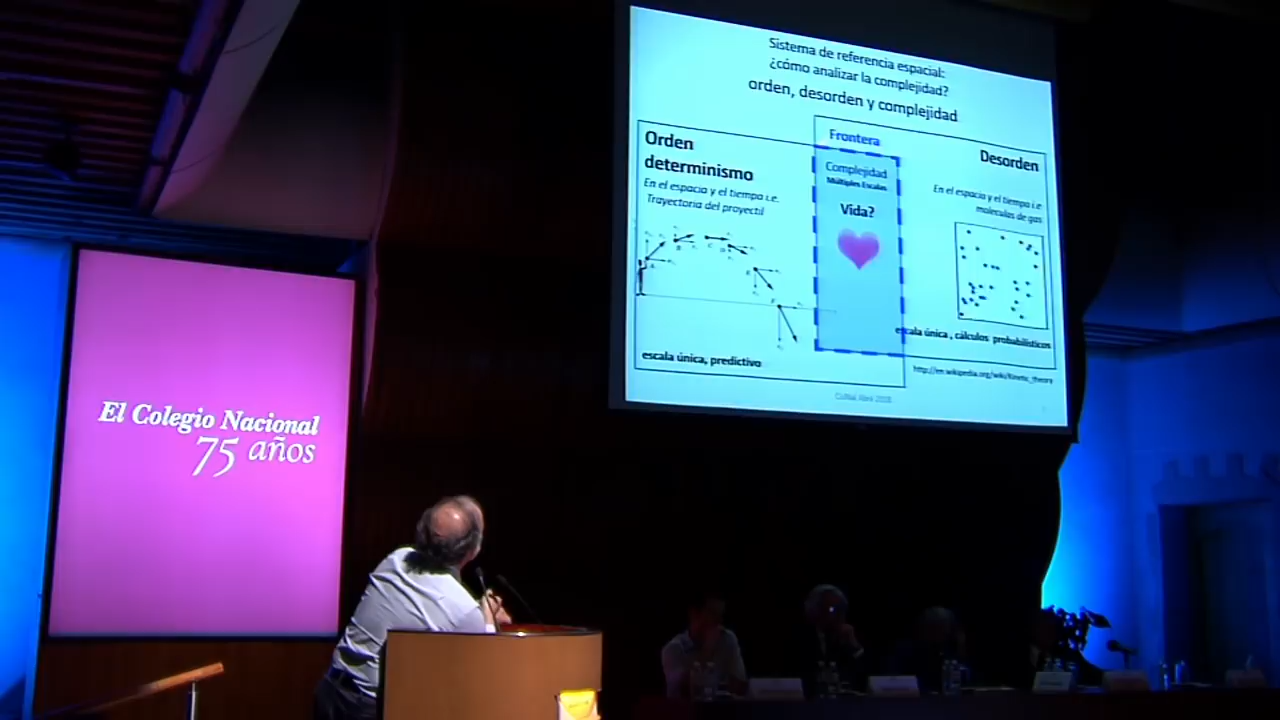 Sistema de referencia espacial:
¿cómo analizar la complejidad?
orden, desorden y complejidad
Orden
determinismo
En el espacio y el tiempo i.e.
Trayectoria del proyectil
escala única, predictivo
Frontera
Complejidad
Múltiples Escalas
Vida?
Desorden
En el espacio y el tiempo i.e
moleculas de gas
escala única , cálculos probabilísticos
http://en.wikipedia.org/wiki/Kinetic_theory
El Colegio Nacional
75 años